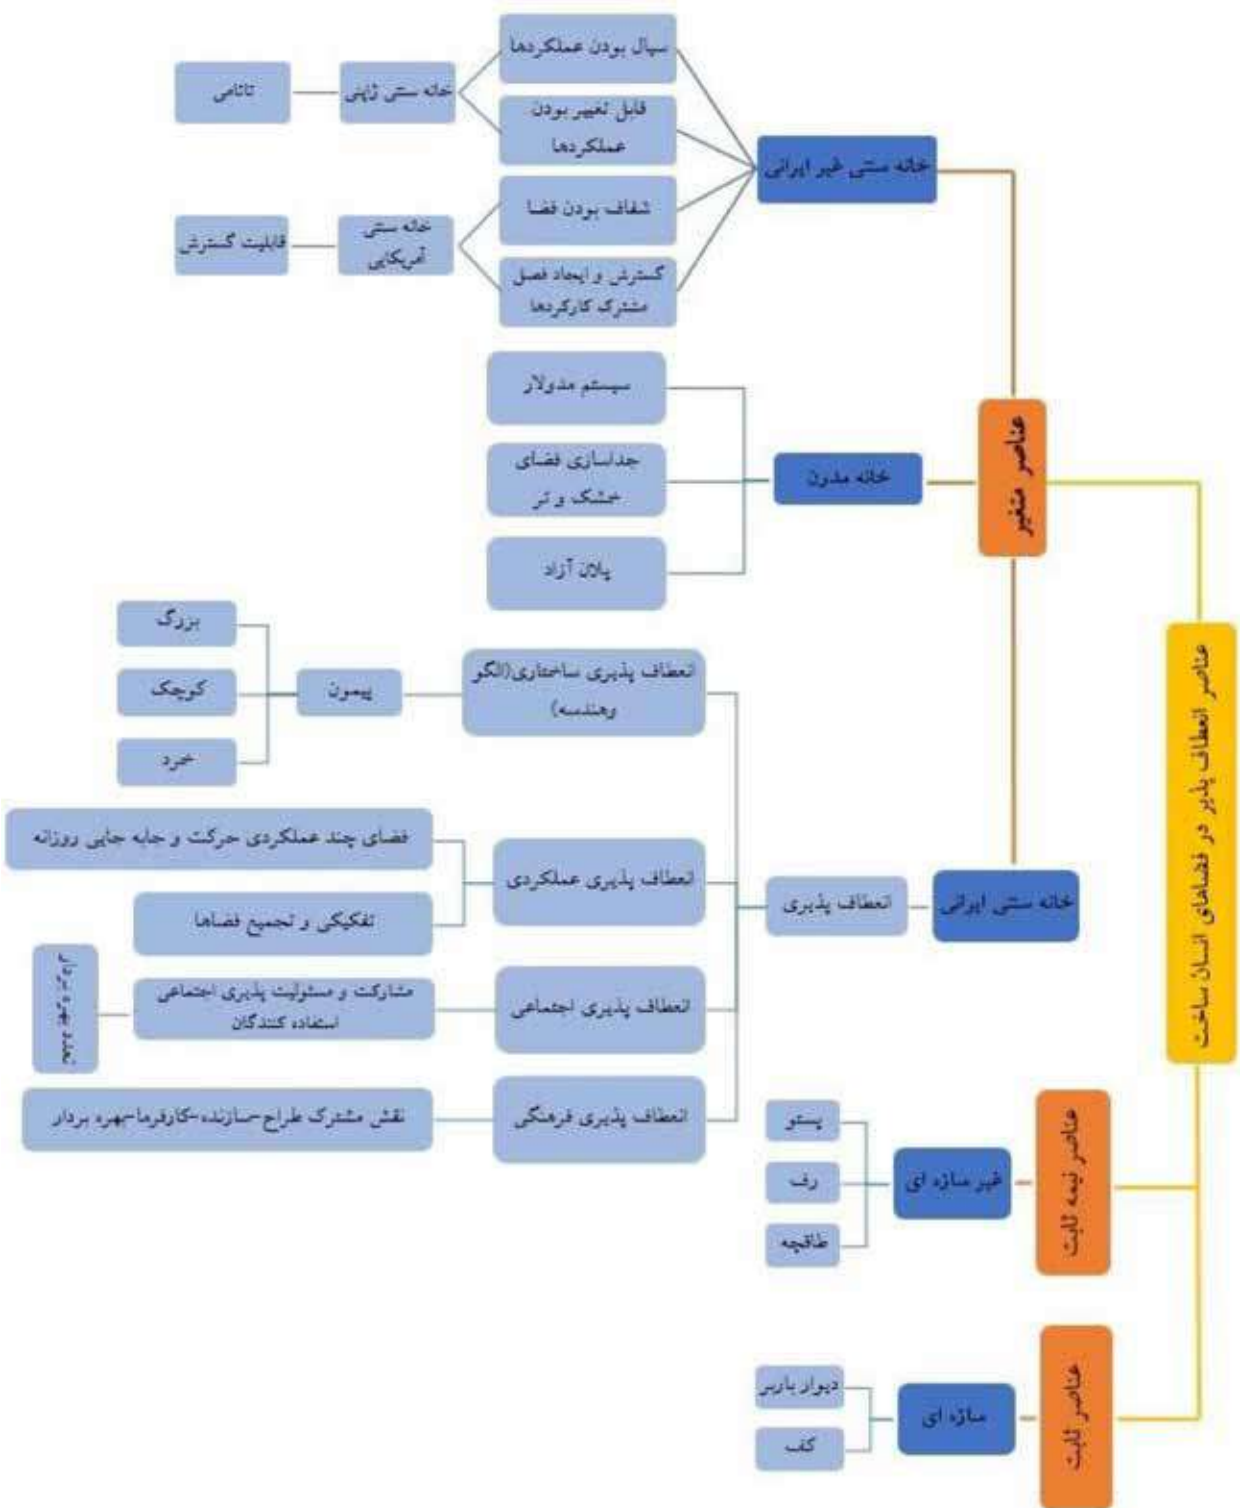 عناصر انعطاف پذیر در فضاهای انسان ساخت
عناصر متغیر
خانه سنتی غیر ایرانی
سیال بودن عملکردها
قابل تغییر بودن
عملکردها
خانه سنتی ژاپنی
تاتامی
شفاف بودن فضا
گسترش و ایجاد فصل
مشترک کارکردها
خانه سنتی
آمریکایی
قابلیت گسترش
خانه مدرن
سیستم مدولار
جداسازی فضای
خشک و تر
پلان آزاد
خانه سنتی ایرانی
انعطاف پذیری
انعطاف پذیری ساختاری(الگو
وهندسه)
پیمون
بزرگ
کوچک
خرد
انعطاف پذیری عملکردی
فضای چند عملکردی حرکت و جابه جایی روزانه
تفکیکی و تجمیع فضاها
انعطاف پذیری اجتماعی
مشارکت و مسئولیت پذیری اجتماعی
استفاده کنندگان
تعدد بهره بردار
انعطاف پذیری فرهنگی
نقش مشترک طراح-سازنده-کارفرما-بهره بردار
عناصر نیمه ثابت
غیر سازه ای
پستو
رف
طاقچه
عناصر ثابت
سازه ای
دیوار باربر
کف